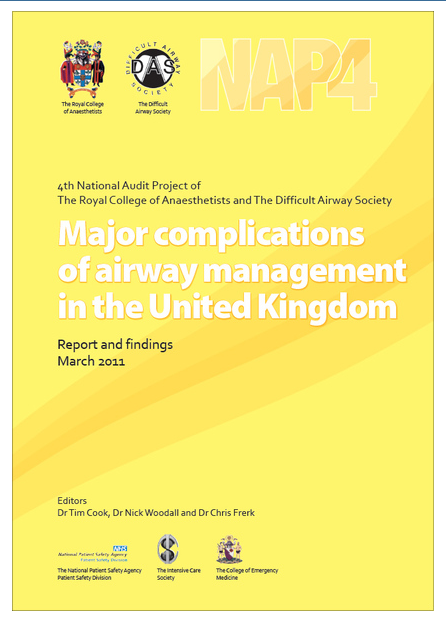 The Royal College
of Anaesthetists
DIFFICULT AIRWAY
DAS
SOCIETY
The Difficult
Airway Society
NAP4
4th National Audit Project of
The Royal College of Anaesthetists and The Difficult Airway Society
Major complications
of airway management
in the United Kingdom
Report and findings
March 2011
Editors
Dr Tim Cook, Dr Nick Woodall and Dr Chris Frerk
NHS
National Patient Safety Agency
Patient Safety Division
The National Patient Safety Agency
Patient Safety Division
The Intensive Care
Society
The College of Emergency
Medicine